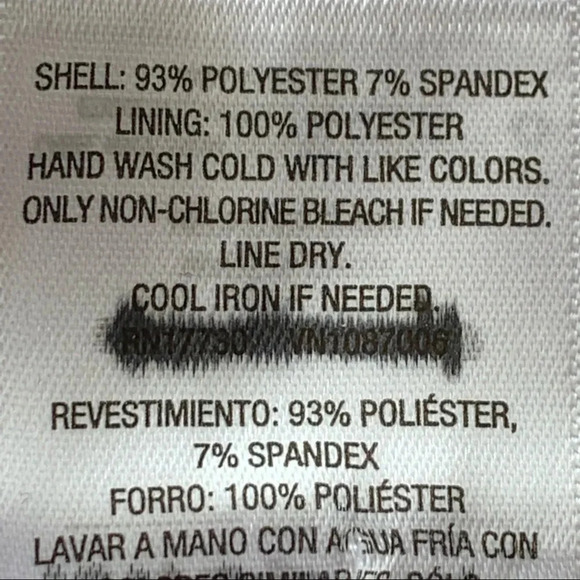 SHELL: 93% POLYESTER 7% SPANDEX
LINING: 100% POLYESTER
HAND WASH COLD WITH LIKE COLORS.
ONLY NON-CHLORINE BLEACH IF NEEDED.
LINE DRY.
COOL IRON IF NEEDED.
REVESTIMIENTO: 93% POLIÉSTER,
7% SPANDEX
FORRO: 100% POLIÉSTER
LAVAR A MANO CON AGUA FRÍA CON